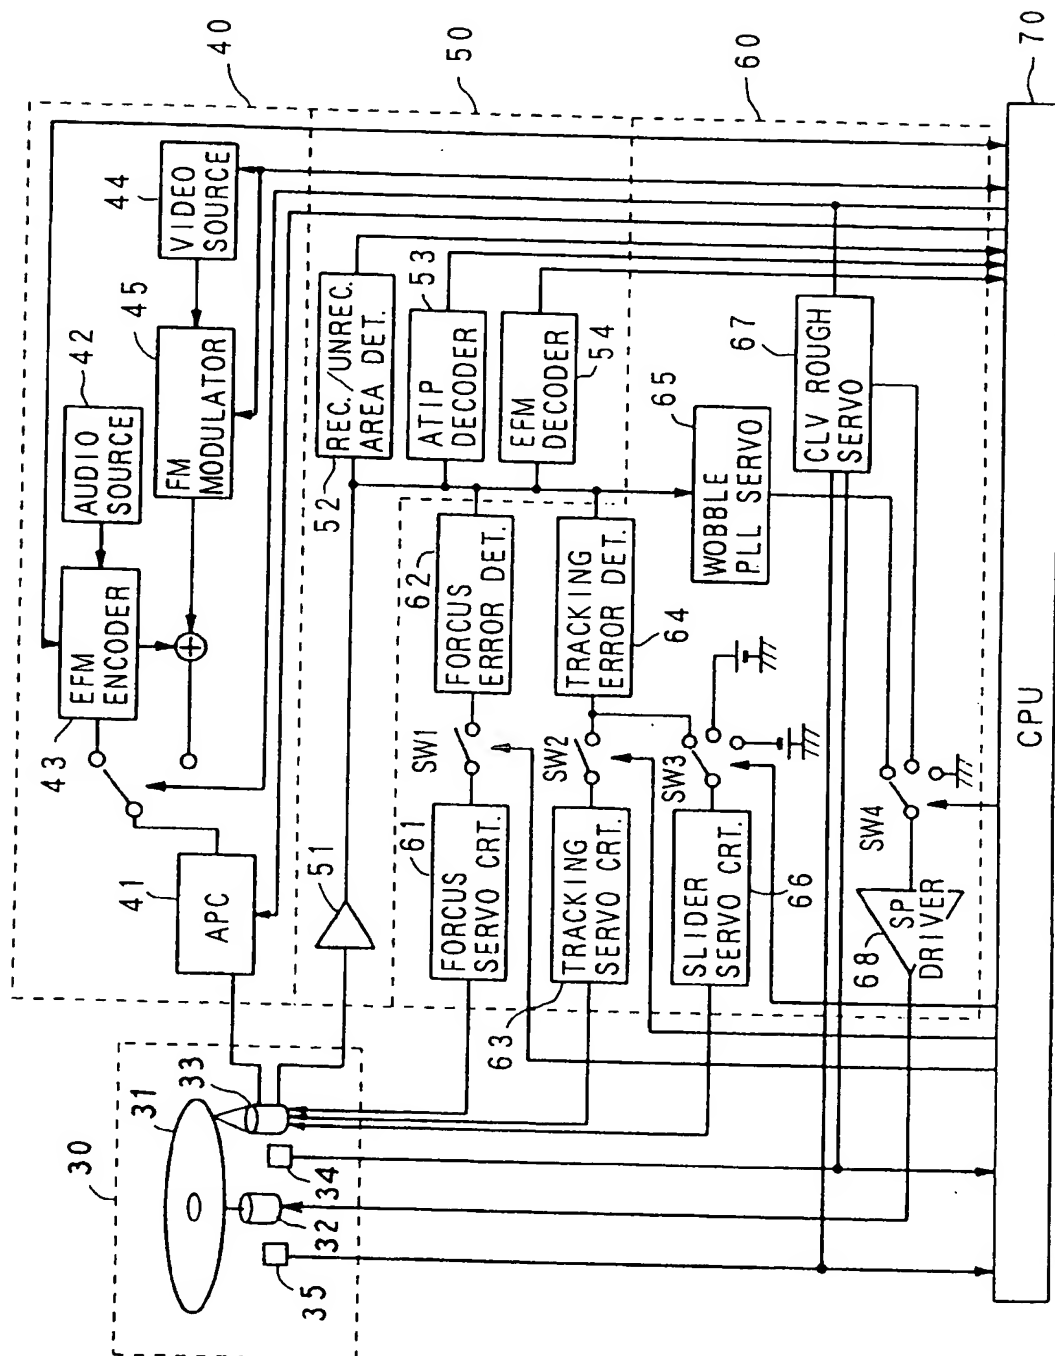 30
31
33
34
32
35
40
44
VIDEO
SOURCE
45
FM
MODULATOR
42
AUDIO
SOURCE
43
EFM
ENCODER
41
APC
50
51
52
REC./UNREC.
AREA DET.
53
ATIP
DECODER
54
EFM
DECODER
60
62
FORCUS
ERROR DET.
SW1
61
FORCUS
SERVO CRT.
64
TRACKING
ERROR DET.
SW2
63
TRACKING
SERVO CRT.
SW3
66
SLIDER
SERVO CRT.
65
WOBBLE
PLL SERVO
67
CLV ROUGH
SERVO
SW4
68
SP
DRIVER
70
CPU